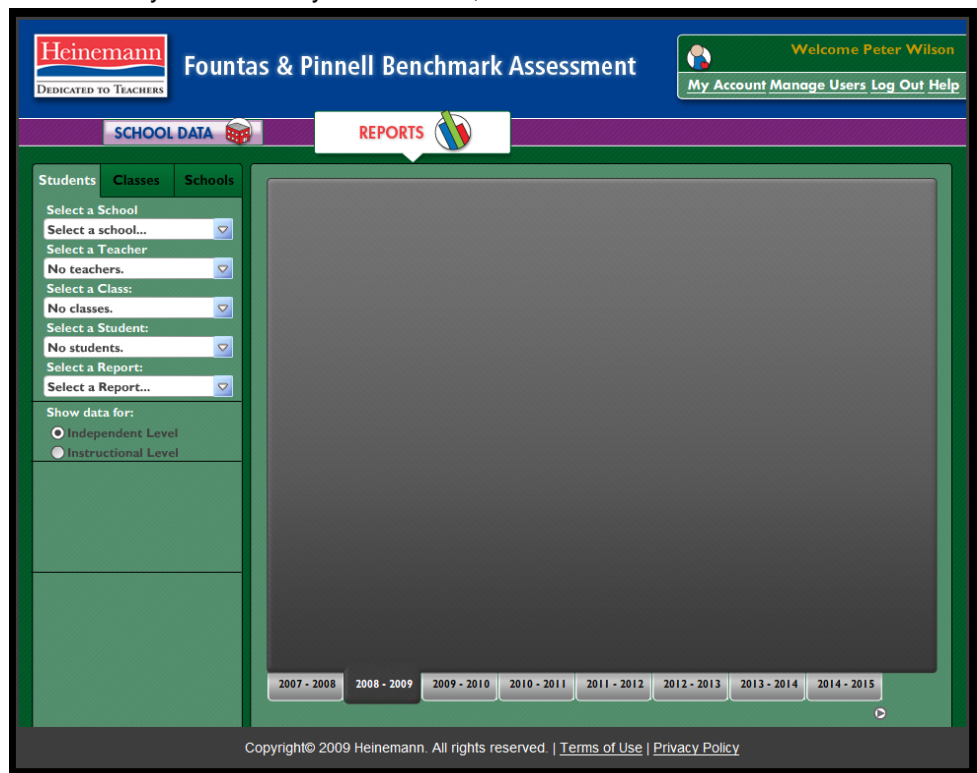 Heinemann
DEDICATED TO TEACHERS
Fountas & Pinnell Benchmark Assessment
Welcome Peter Wilson
My Account Manage Users Log Out Help
SCHOOL DATA
REPORTS
Students Classes Schools
Select a School
Select a school...
Select a Teacher
No teachers.
Select a Class:
No classes.
Select a Student:
No students.
Select a Report:
Select a Report...
Show data for:
Independent Level
Instructional Level
2007 - 2008 2008 - 2009 2009 - 2010 2010 - 2011 2011 - 2012 2012 - 2013 2013 - 2014 2014 - 2015
Copyright© 2009 Heinemann. All rights reserved. | Terms of Use | Privacy Policy